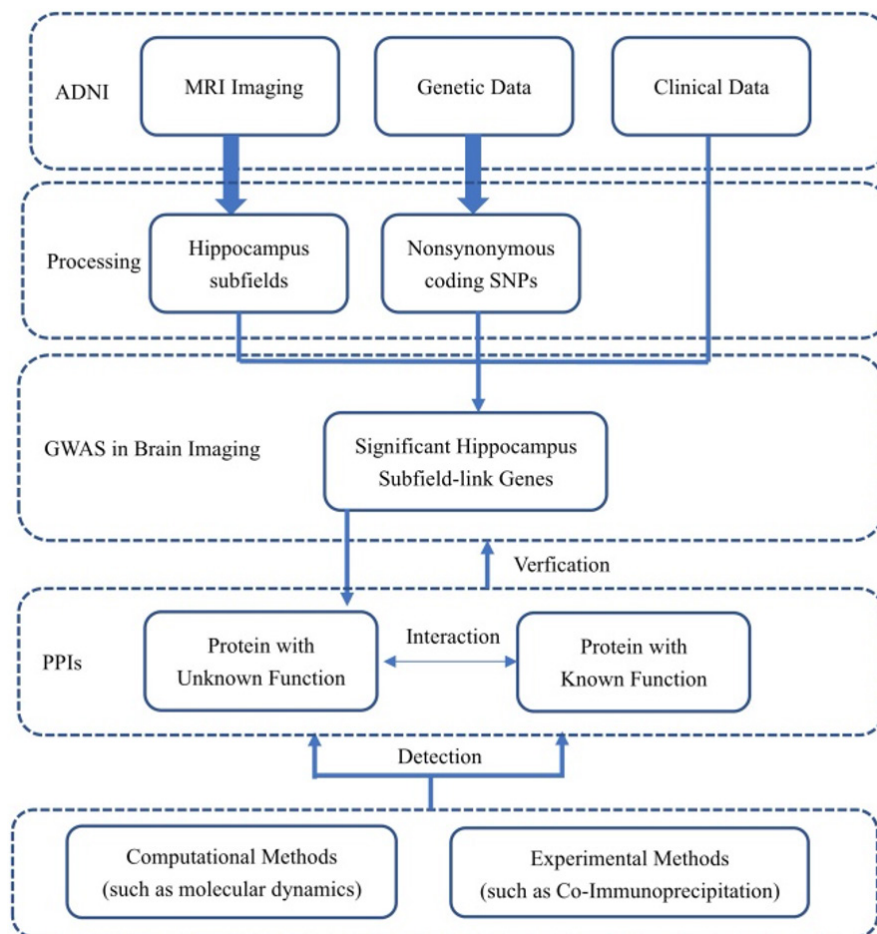 ADNI
MRI Imaging
Genetic Data
Clinical Data
Processing
Hippocampus
subfields
Nonsynonymous
coding SNPs
GWAS in Brain Imaging
Significant Hippocampus
Subfield-link Genes
Verfication
PPIs
Protein with
Unknown Function
Interaction
Protein with
Known Function
Detection
Computational Methods
(such as molecular dynamics)
Experimental Methods
(such as Co-Immunoprecipitation)